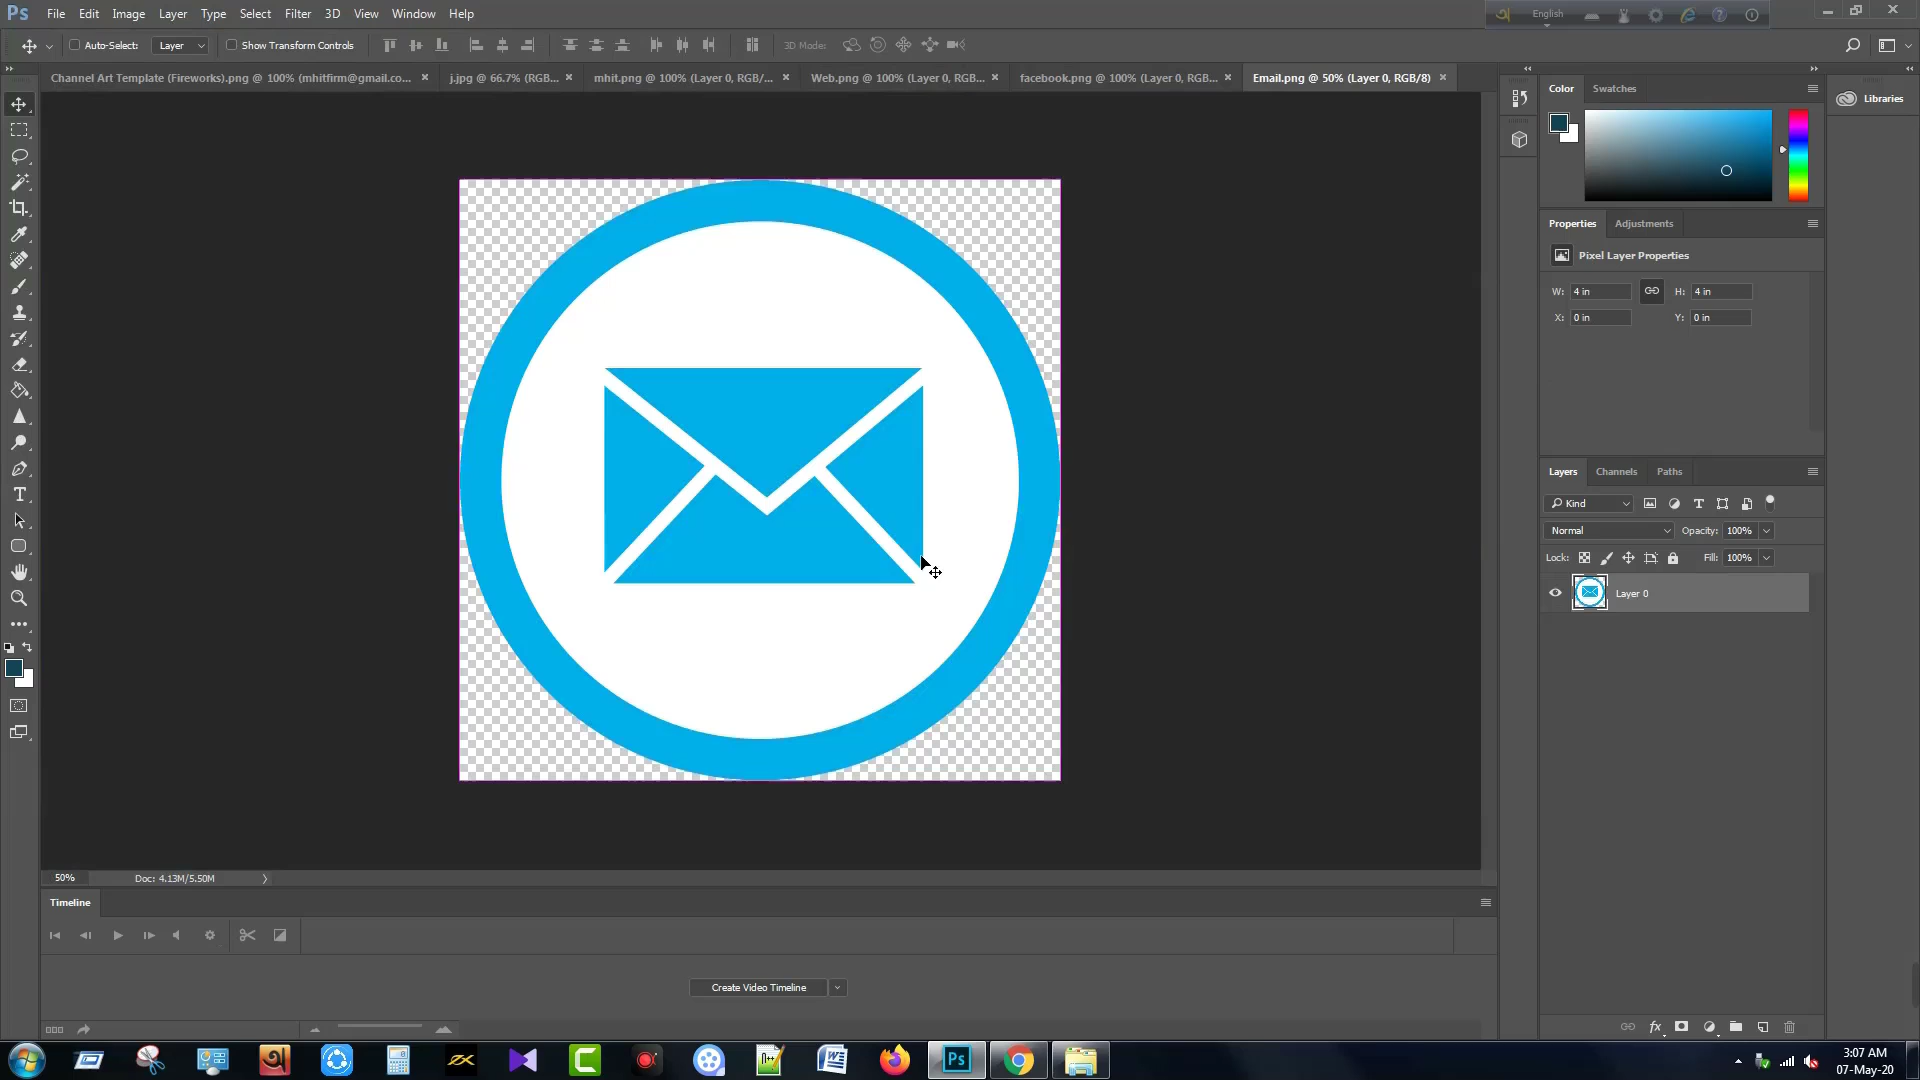 Ps File Edit Image Layer Type Select Filter 3D View Window Help
English
Auto-Select: Layer Show Transform Controls 3D Mode:
Channel Art Template (Fireworks).png @ 100% (mhitfirm@gmail.co... × j.jpg @ 66.7% (RGB... × mhit.png @ 100% (Layer 0, RGB/... × Web.png @ 100% (Layer 0, RGB... × facebook.png @ 100% (Layer 0, RGB... × Email.png @ 50% (Layer 0, RGB/8) ×
Color Swatches
Libraries
Properties Adjustments
Pixel Layer Properties
W: 4 in H: 4 in
X: 0 in Y: 0 in
Layers Channels Paths
Kind
Normal Opacity: 100%
Lock: Fill: 100%
Layer 0
50% Doc: 4.13M/5.50M
Timeline
Create Video Timeline
fx
Ps
3:07 AM
07-May-20